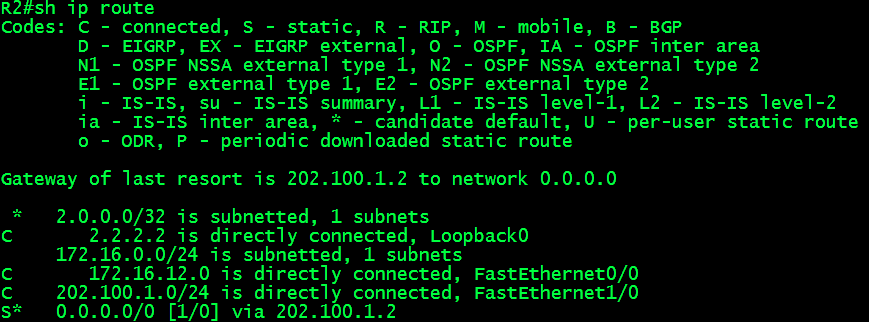 R2#sh ip route
Codes: C - connected, S - static, R - RIP, M - mobile, B - BGP
       D - EIGRP, EX - EIGRP external, O - OSPF, IA - OSPF inter area
       N1 - OSPF NSSA external type 1, N2 - OSPF NSSA external type 2
       E1 - OSPF external type 1, E2 - OSPF external type 2
       i - IS-IS, su - IS-IS summary, L1 - IS-IS level-1, L2 - IS-IS level-2
       ia - IS-IS inter area, * - candidate default, U - per-user static route
       o - ODR, P - periodic downloaded static route
Gateway of last resort is 202.100.1.2 to network 0.0.0.0
 *   2.0.0.0/32 is subnetted, 1 subnets
C       2.2.2.2 is directly connected, Loopback0
     172.16.0.0/24 is subnetted, 1 subnets
C       172.16.12.0 is directly connected, FastEthernet0/0
C    202.100.1.0/24 is directly connected, FastEthernet1/0
S*   0.0.0.0/0 [1/0] via 202.100.1.2